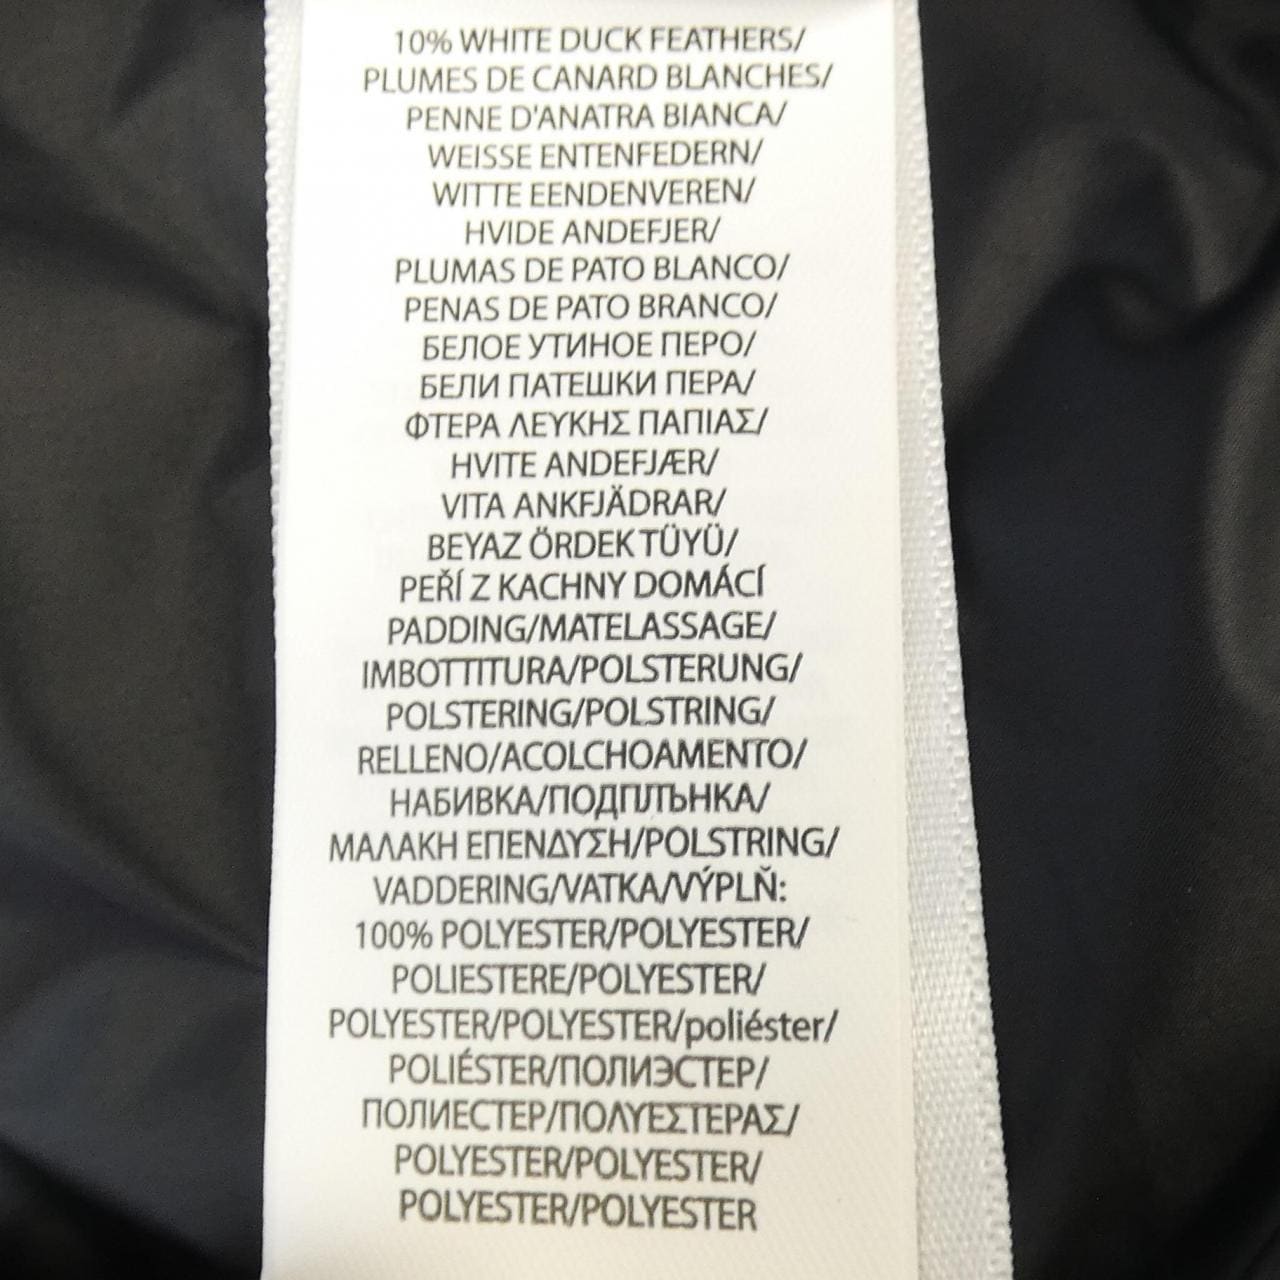 10% WHITE DUCK FEATHERS/
PLUMES DE CANARD BLANCHES/
PENNE D'ANATRA BIANCA/
WEISSE ENTENFEDERN/
WITTE EENDENVEREN/
HVIDE ANDEFJER/
PLUMAS DE PATO BLANCO/
PENAS DE PATO BRANCO/
БЕЛОЕ УТИНОЕ ПЕРО/
БЕЛИ ПАТЕШКИ ПЕРА/
ΦΤΕΡΑ ΛΕΥΚΗΣ ΠΑΠΙΑΣ/
HVITE ANDEFJÆR/
VITA ANKFJÄDRAR/
BEYAZ ÖRDEK TÜYÜ/
PEŘÍ Z KACHNY DOMÁCÍ
PADDING/MATELASSAGE/
IMBOTTITURA/POLSTERUNG/
POLSTERING/POLSTRING/
RELLENO/ACOLCHOAMENTO/
НАБИВКА/ПОДПЛЪНКА/
ΜΑΛΑΚΗ ΕΠΕΝΔΥΣΗ/POLSTRING/
VADDERING/VATKA/VÝPLŇ:
100% POLYESTER/POLYESTER/
POLIESTERE/POLYESTER/
POLYESTER/POLYESTER/poliéster/
POLIÉSTER/ПОЛИЭСТЕР/
ПОЛИЕСТЕР/ΠΟΛΥΕΣΤΕΡΑΣ/
POLYESTER/POLYESTER/
POLYESTER/POLYESTER